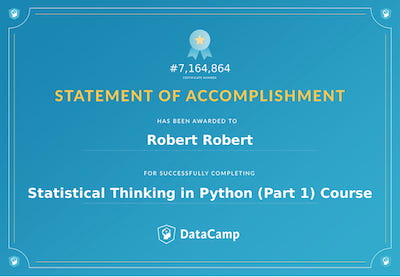 #7,164,864
CERTIFICATE NUMBER
STATEMENT OF ACCOMPLISHMENT
HAS BEEN AWARDED TO
Robert Robert
FOR SUCCESSFULLY COMPLETING
Statistical Thinking in Python (Part 1) Course
DataCamp